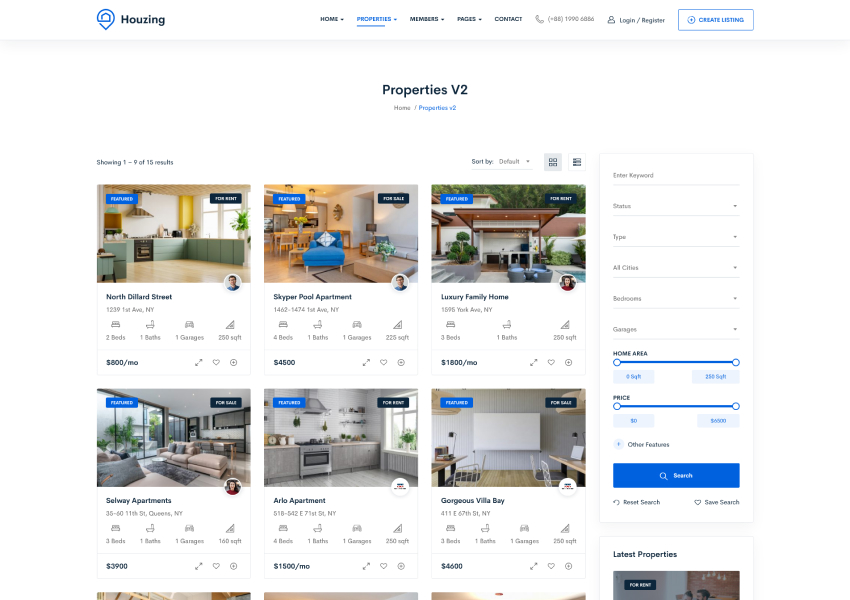 Houzing
HOME
PROPERTIES
MEMBERS
PAGES
CONTACT
(+88) 1990 6886
Login / Register
CREATE LISTING
Properties V2
Home / Properties v2
Showing 1 – 9 of 15 results
Sort by: Default
FEATURED
FOR RENT
North Dillard Street
1239 1st Ave, NY
2 Beds
1 Baths
1 Garages
250 sqft
$800/mo
FEATURED
FOR SALE
Skyper Pool Apartment
1462-1474 1st Ave, NY
4 Beds
1 Baths
1 Garages
225 sqft
$4500
FEATURED
FOR RENT
Luxury Family Home
1595 York Ave, NY
3 Beds
1 Baths
250 sqft
$1800/mo
FEATURED
FOR SALE
Selway Apartments
35-60 11th St, Queens, NY
3 Beds
1 Baths
1 Garages
160 sqft
$3900
FEATURED
FOR RENT
Arlo Apartment
518-542 E 71st St, NY
4 Beds
1 Baths
1 Garages
250 sqft
$1500/mo
FEATURED
FOR SALE
Gorgeous Villa Bay
411 E 67th St, NY
3 Beds
1 Baths
1 Garages
250 sqft
$4600
Enter Keyword
Status
Type
All Cities
Bedrooms
Garages
HOME AREA
0 Sqft
250 Sqft
PRICE
$0
$6500
Other Features
Search
Reset Search
Save Search
Latest Properties
FOR RENT